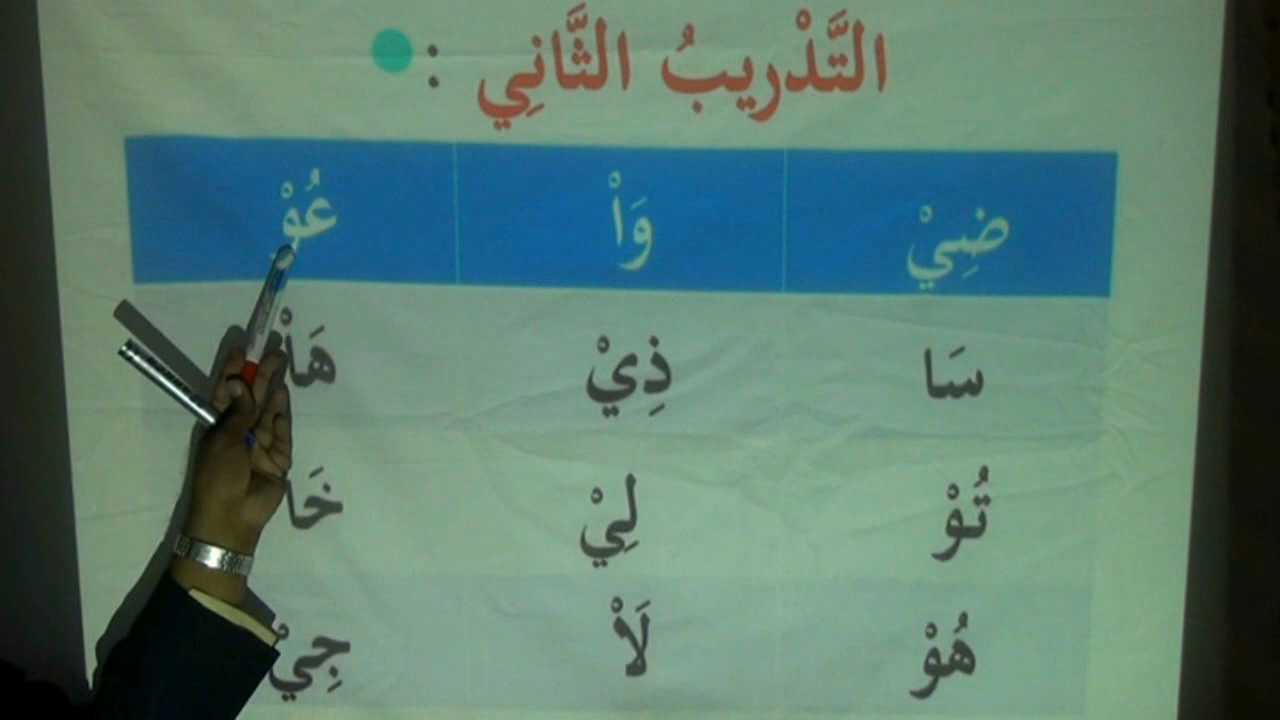 التَّدْرِيبُ الثَّانِي :
ضِيْ وَاْ عُوْ
سَا ذِيْ
تُوْ لِيْ
هُوْ لَاْ جِيْ